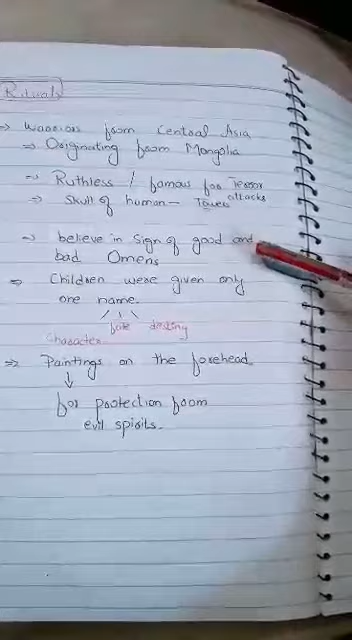 Rituals
→ Warriors from Central Asia
⇒ Originating from Mongolia
⇒ Ruthless / famous for Terror
⇒ Skull of human - attacks
→ believe in sign of good and
bad Omens
⇒ Children were given only
one name.
fate destiny
Character
⇒ Paintings on the forehead
↓
for protection from
evil spirits.